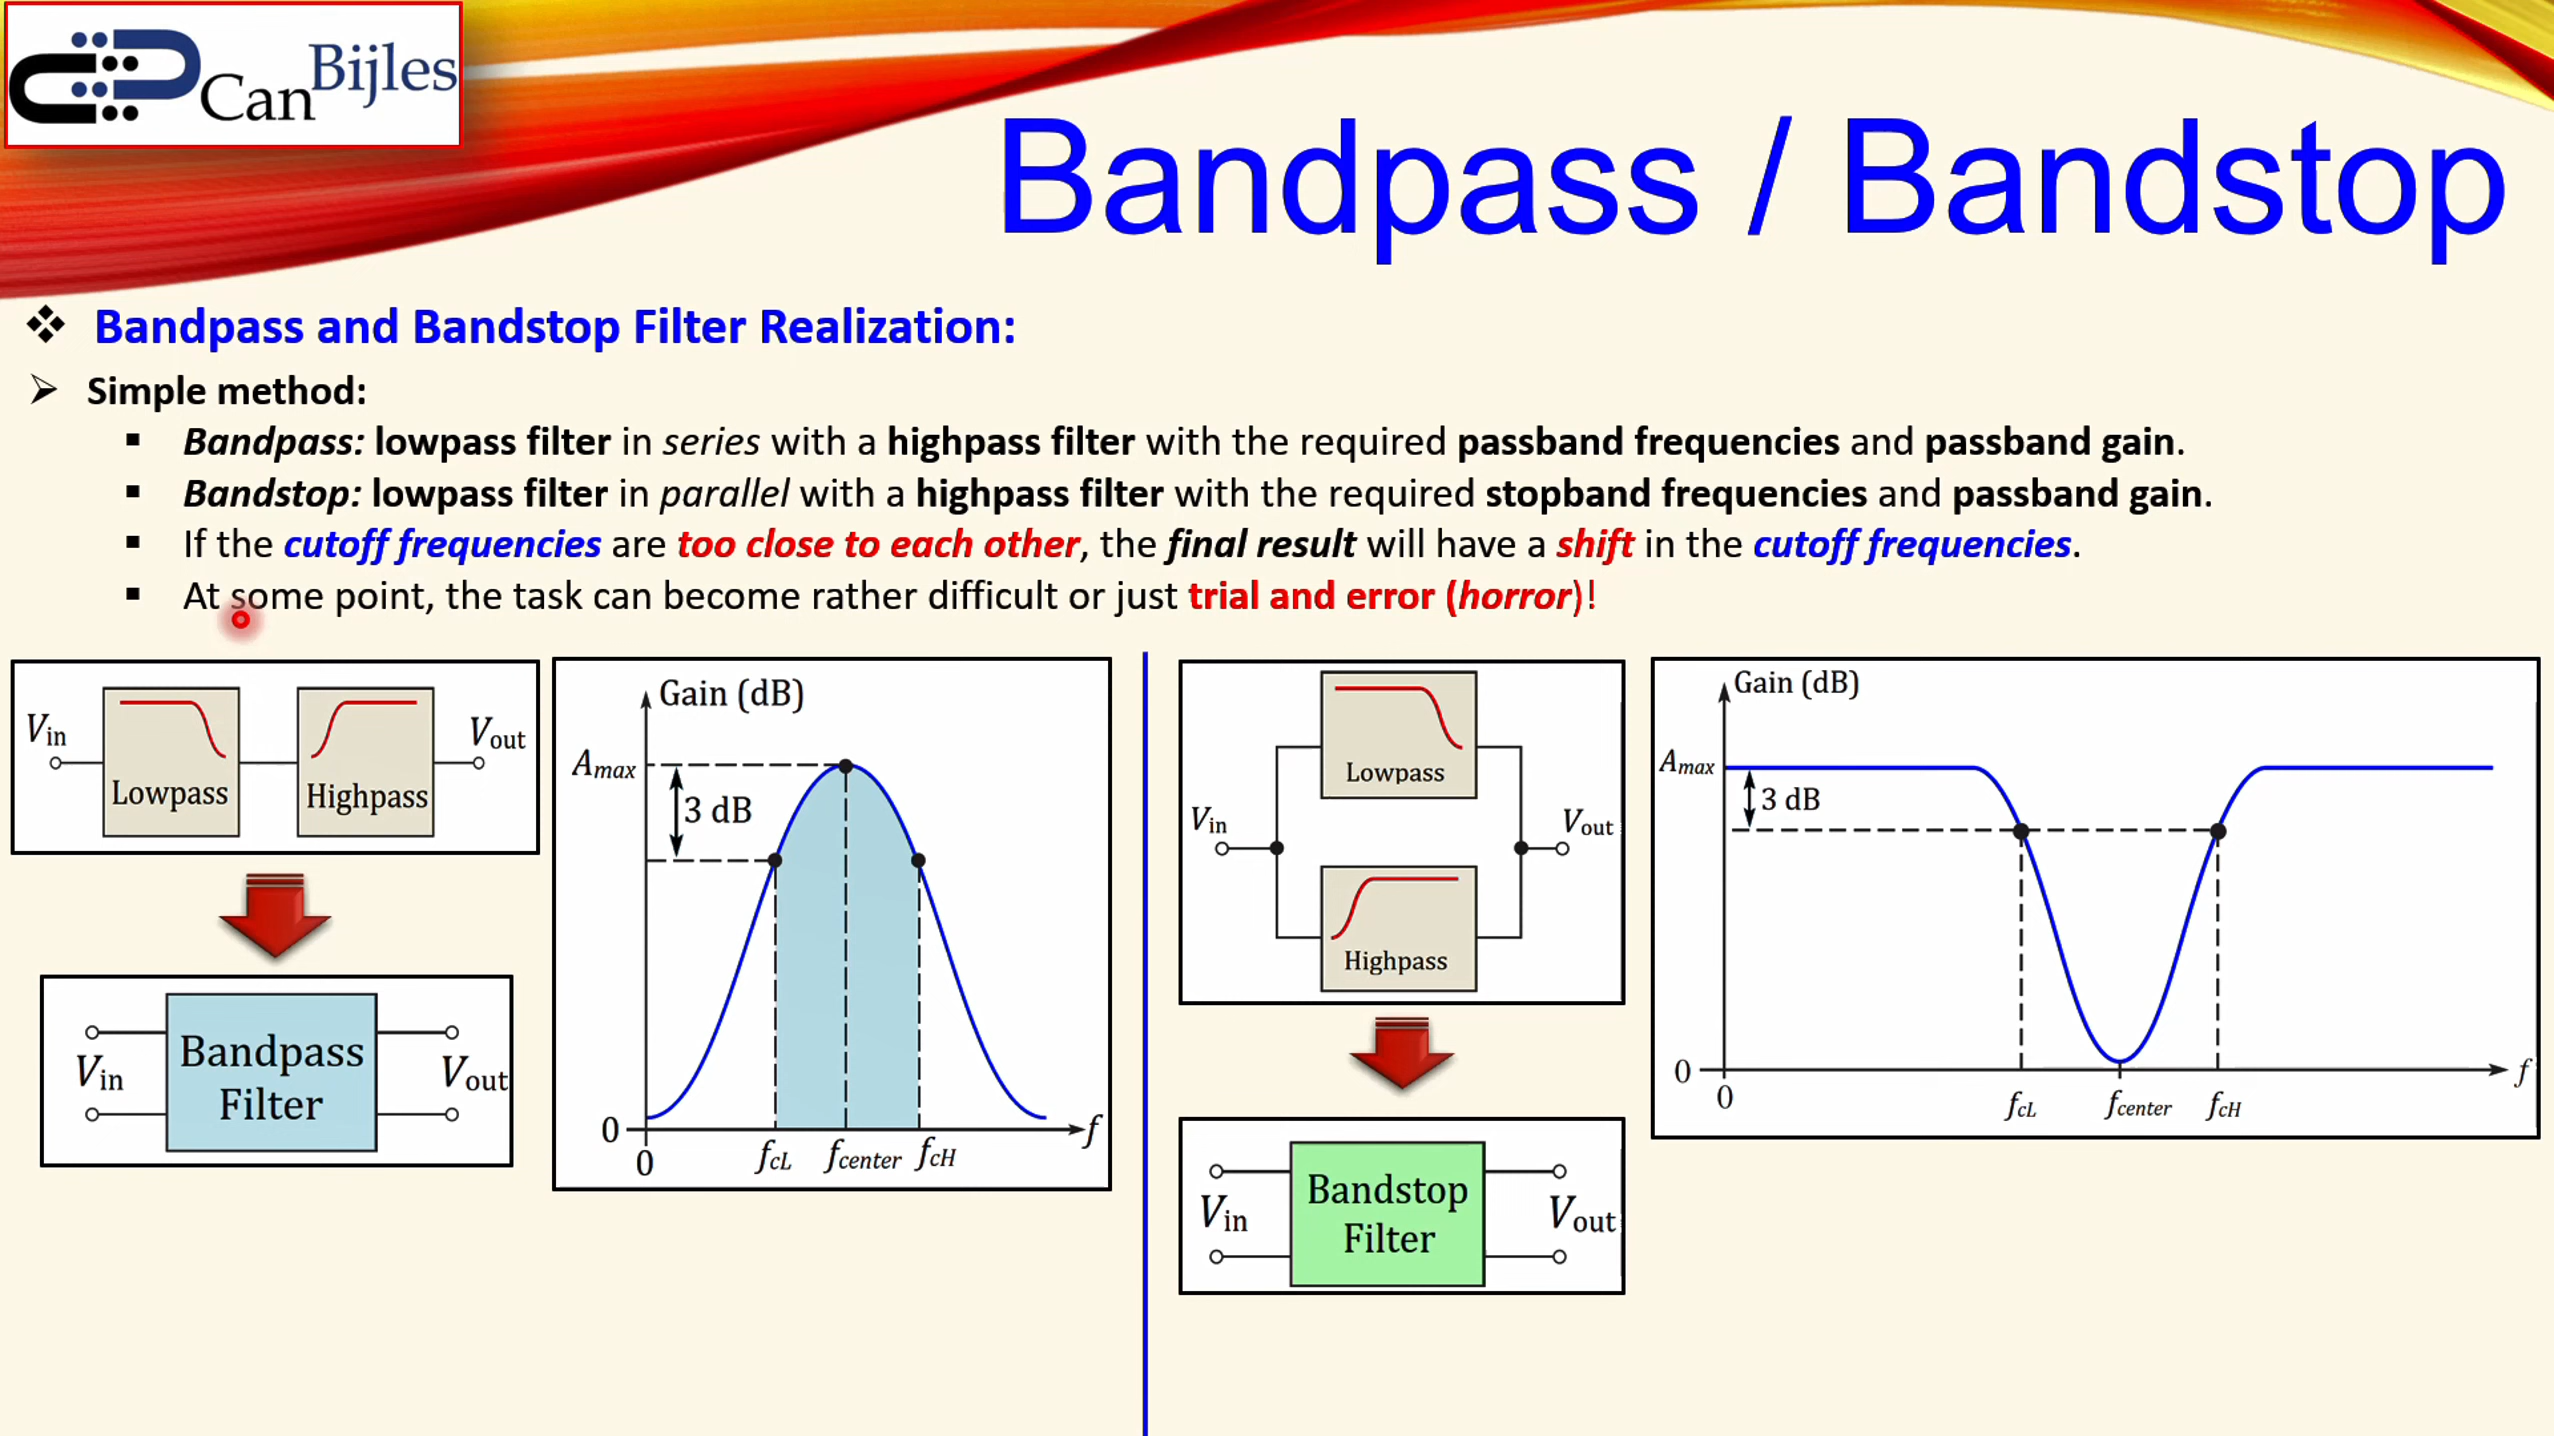 Can Bijles
Bandpass / Bandstop
❖ Bandpass and Bandstop Filter Realization:
➢ Simple method:
▪ Bandpass: lowpass filter in series with a highpass filter with the required passband frequencies and passband gain.
▪ Bandstop: lowpass filter in parallel with a highpass filter with the required stopband frequencies and passband gain.
▪ If the cutoff frequencies are too close to each other, the final result will have a shift in the cutoff frequencies.
▪ At some point, the task can become rather difficult or just trial and error (horror)!
Vin
Lowpass
Highpass
Vout
Vin
Bandpass
Filter
Vout
Gain (dB)
Amax
3 dB
0
0
fcL
fcenter
fcH
f
Vin
Lowpass
Highpass
Vout
Vin
Bandstop
Filter
Vout
Gain (dB)
Amax
3 dB
0
0
fcL
fcenter
fcH
f